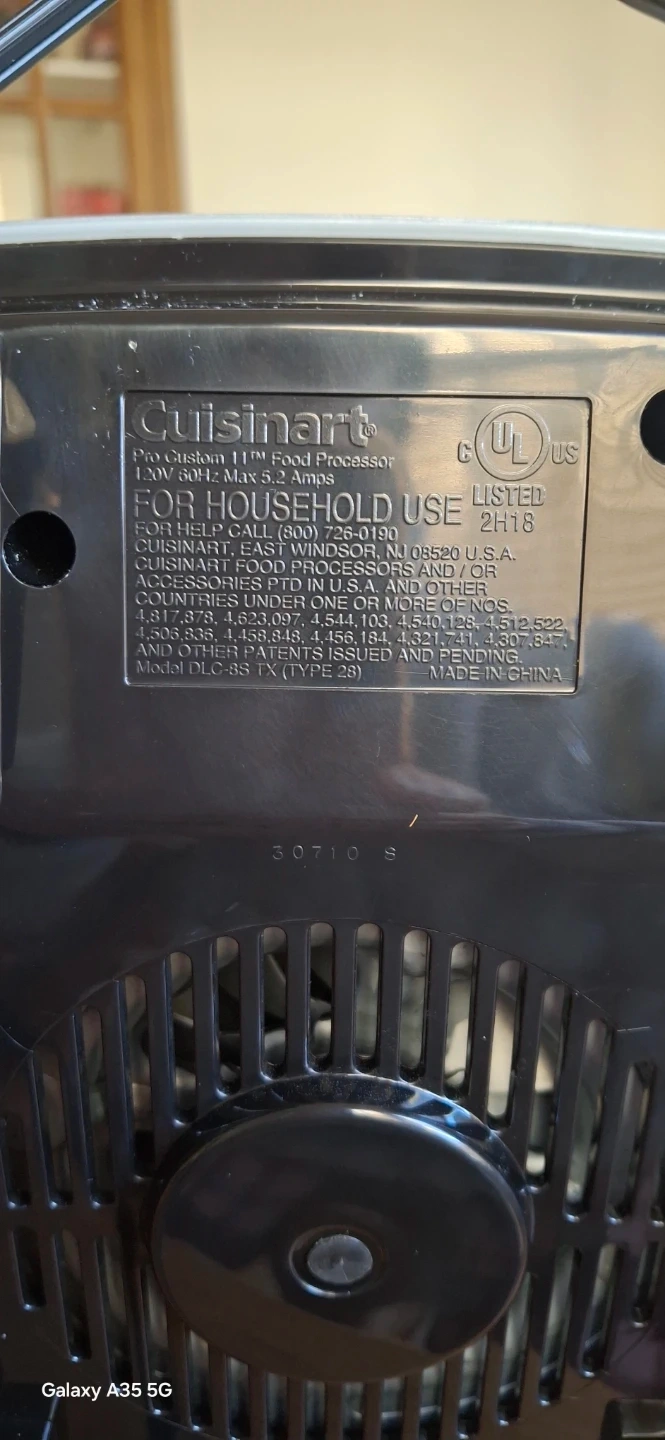 Cuisinart®
Pro Custom 11™ Food Processor
120V 60Hz Max 5.2 Amps
FOR HOUSEHOLD USE
C UL US
LISTED
2H18
FOR HELP CALL (800) 726-0190
CUISINART, EAST WINDSOR, NJ 08520 U.S.A.
CUISINART FOOD PROCESSORS AND / OR
ACCESSORIES PTD IN U.S.A. AND OTHER
COUNTRIES UNDER ONE OR MORE OF NOS.
4,817,878, 4,623,097, 4,544,103, 4,540,128, 4,512,522,
4,506,836, 4,458,848, 4,456,184, 4,321,741, 4,307,847,
AND OTHER PATENTS ISSUED AND PENDING.
Model DLC-8S TX (TYPE 28) MADE IN CHINA
30710 S
Galaxy A35 5G